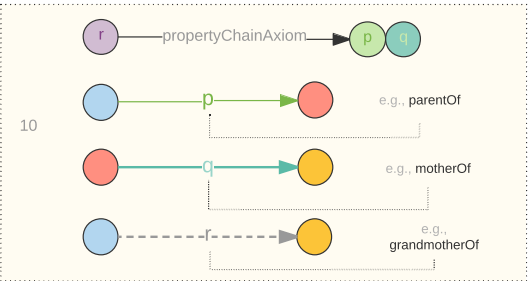 r propertyChainAxiom p q
p e.g., parentOf
10
q e.g., motherOf
r e.g.,
grandmotherOf